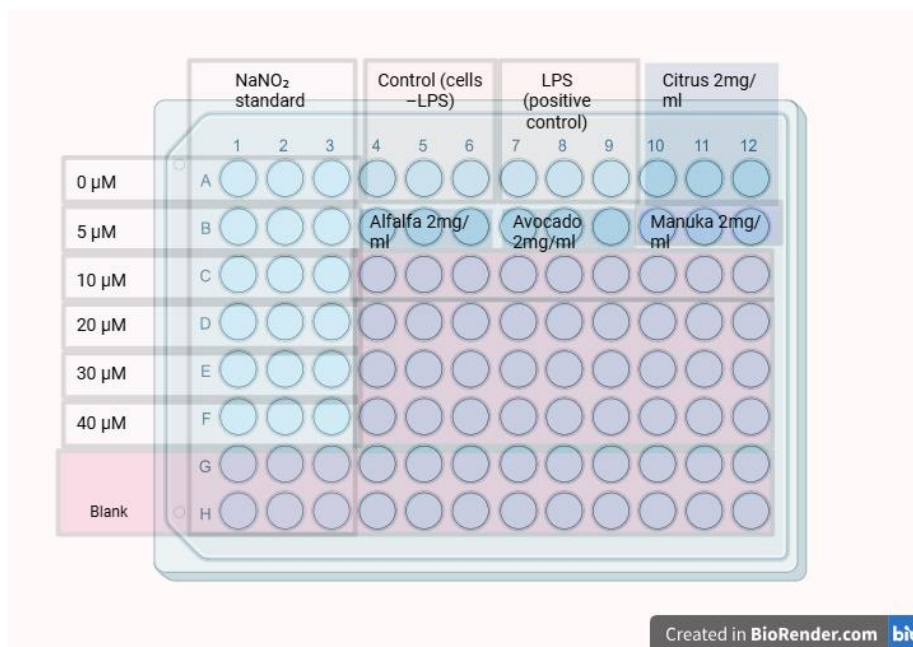 NaNO₂
standard
Control (cells
–LPS)
LPS
(positive
control)
Citrus 2mg/
ml
1 2 3 4 5 6 7 8 9 10 11 12
0 µM
A
5 µM
B
Alfalfa 2mg/
ml
Avocado
2mg/ml
Manuka 2mg/
ml
10 µM
C
20 µM
D
30 µM
E
40 µM
F
G
Blank
H
Created in BioRender.com